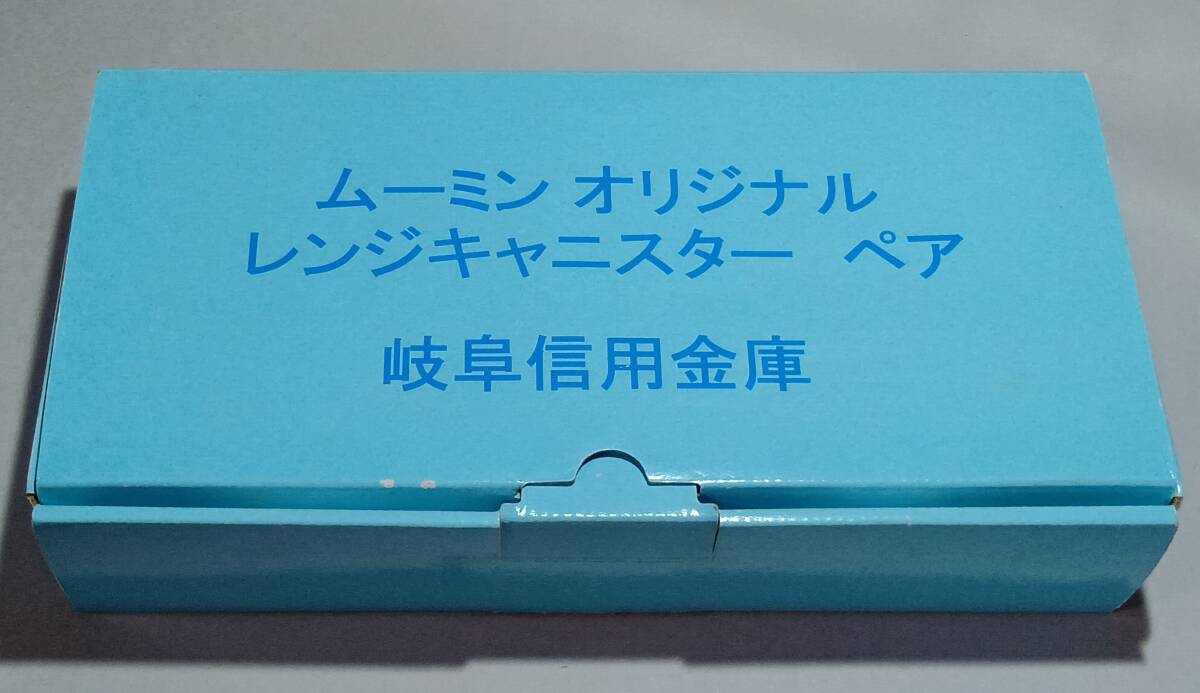 ムーミン オリジナル
レンジキャニスター　ペア
岐阜信用金庫